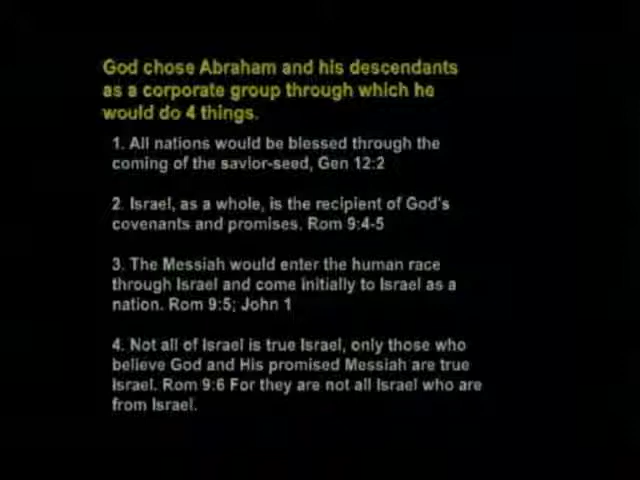 God chose Abraham and his descendants
as a corporate group through which he
would do 4 things.
1. All nations would be blessed through the
coming of the savior-seed, Gen 12:2
2. Israel, as a whole, is the recipient of God's
covenants and promises. Rom 9:4-5
3. The Messiah would enter the human race
through Israel and come initially to Israel as a
nation. Rom 9:5; John 1
4. Not all of Israel is true Israel, only those who
believe God and His promised Messiah are true
Israel. Rom 9:6 For they are not all Israel who are
from Israel.